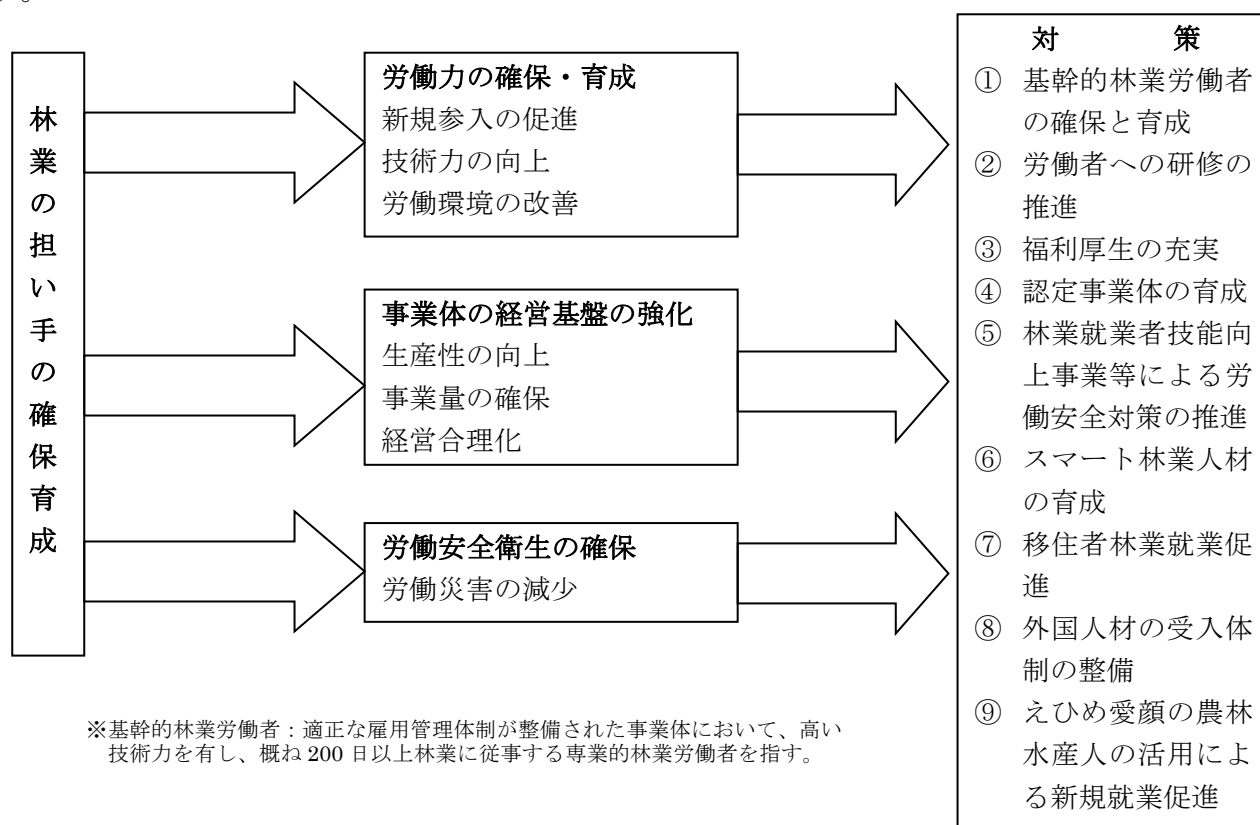 す。
林業の担い手の確保育成
労働力の確保・育成
新規参入の促進
技術力の向上
労働環境の改善
事業体の経営基盤の強化
生産性の向上
事業量の確保
経営合理化
労働安全衛生の確保
労働災害の減少
対　　　策
① 基幹的林業労働者
の確保と育成
② 労働者への研修の
推進
③ 福利厚生の充実
④ 認定事業体の育成
⑤ 林業就業者技能向
上事業等による労
働安全対策の推進
⑥ スマート林業人材
の育成
⑦ 移住者林業就業促
進
⑧ 外国人材の受入体
制の整備
⑨ えひめ愛顔の農林
水産人の活用によ
る新規就業促進
※基幹的林業労働者：適正な雇用管理体制が整備された事業体において、高い
技術力を有し、概ね 200 日以上林業に従事する専業的林業労働者を指す。